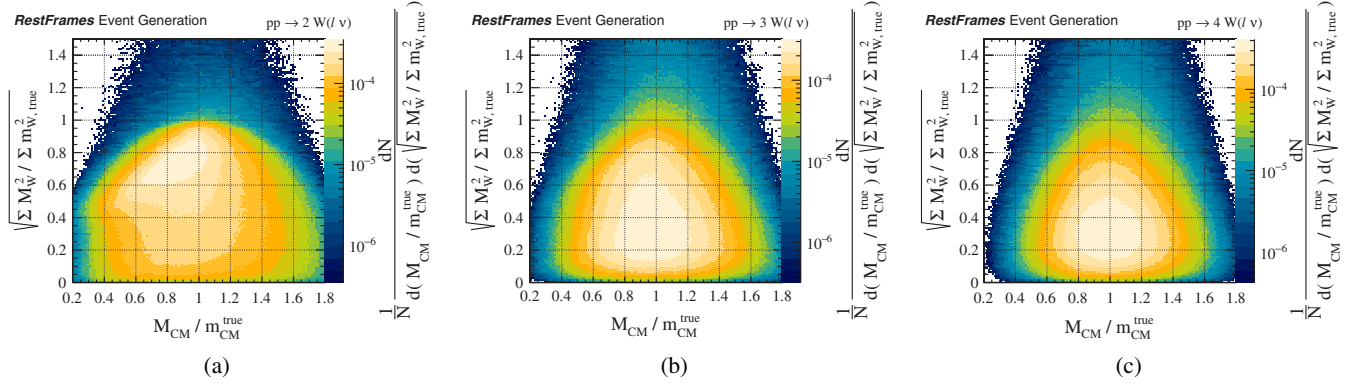 RestFrames Event Generation
pp → 2 W(l ν)
1.4
1.2
1
0.8
0.6
0.4
0.2
0
0.2 0.4 0.6 0.8 1 1.2 1.4 1.6 1.8
M_CM / m_CM^true
√ Σ M_W^2 / Σ m_W, true^2
10^-4
10^-5
10^-6
1/N dN / d( M_CM / m_CM^true ) d( √ Σ M_W^2 / Σ m_W, true^2 )
(a)
RestFrames Event Generation
pp → 3 W(l ν)
1.4
1.2
1
0.8
0.6
0.4
0.2
0
0.2 0.4 0.6 0.8 1 1.2 1.4 1.6 1.8
M_CM / m_CM^true
√ Σ M_W^2 / Σ m_W, true^2
10^-4
10^-5
10^-6
1/N dN / d( M_CM / m_CM^true ) d( √ Σ M_W^2 / Σ m_W, true^2 )
(b)
RestFrames Event Generation
pp → 4 W(l ν)
1.4
1.2
1
0.8
0.6
0.4
0.2
0
0.2 0.4 0.6 0.8 1 1.2 1.4 1.6 1.8
M_CM / m_CM^true
√ Σ M_W^2 / Σ m_W, true^2
10^-4
10^-5
10^-6
1/N dN / d( M_CM / m_CM^true ) d( √ Σ M_W^2 / Σ m_W, true^2 )
(c)